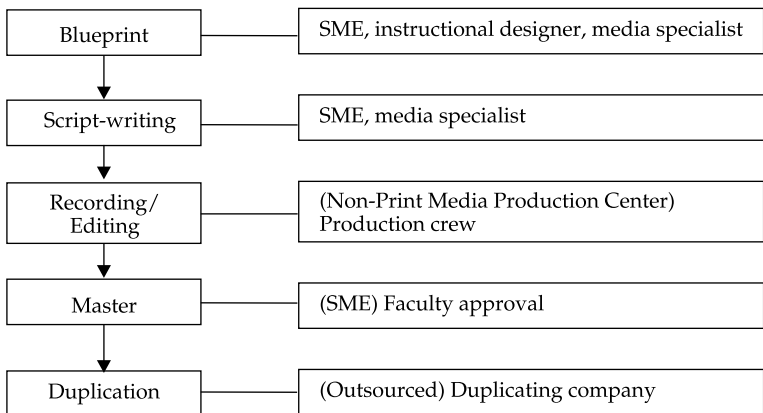 Blueprint
SME, instructional designer, media specialist
Script-writing
SME, media specialist
Recording/
Editing
(Non-Print Media Production Center)
Production crew
Master
(SME) Faculty approval
Duplication
(Outsourced) Duplicating company